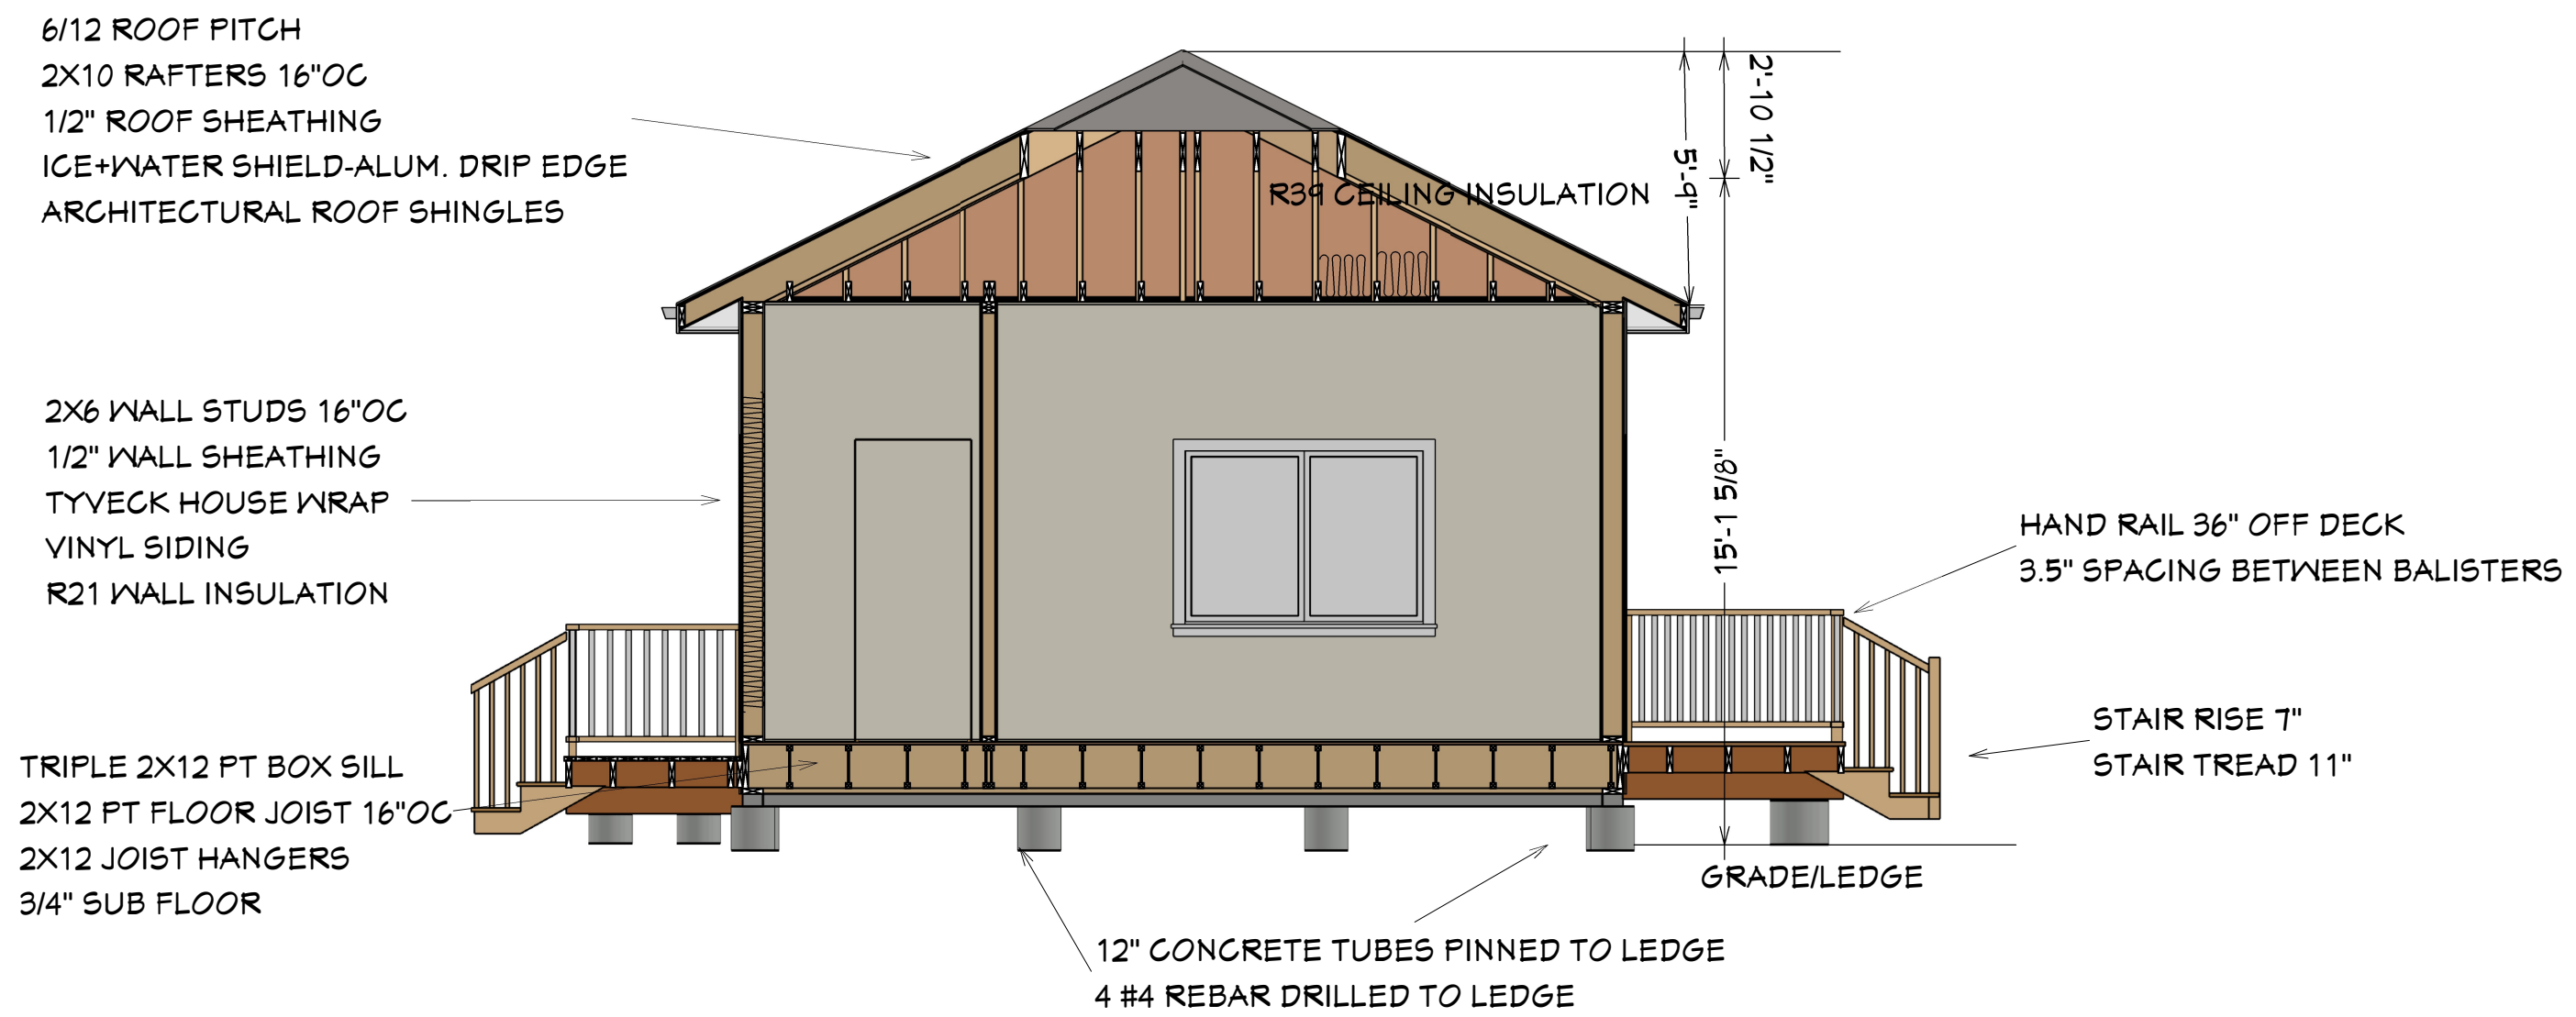 6/12 ROOF PITCH
2X10 RAFTERS 16"OC
1/2" ROOF SHEATHING
ICE+WATER SHIELD-ALUM. DRIP EDGE
ARCHITECTURAL ROOF SHINGLES
2'-10 1/2"
5'-9"
R39 CEILING INSULATION
2X6 WALL STUDS 16"OC
1/2" WALL SHEATHING
TYVECK HOUSE WRAP
VINYL SIDING
R21 WALL INSULATION
15'-1 5/8"
HAND RAIL 36" OFF DECK
3.5" SPACING BETWEEN BALISTERS
STAIR RISE 7"
STAIR TREAD 11"
TRIPLE 2X12 PT BOX SILL
2X12 PT FLOOR JOIST 16"OC
2X12 JOIST HANGERS
3/4" SUB FLOOR
GRADE/LEDGE
12" CONCRETE TUBES PINNED TO LEDGE
4 #4 REBAR DRILLED TO LEDGE